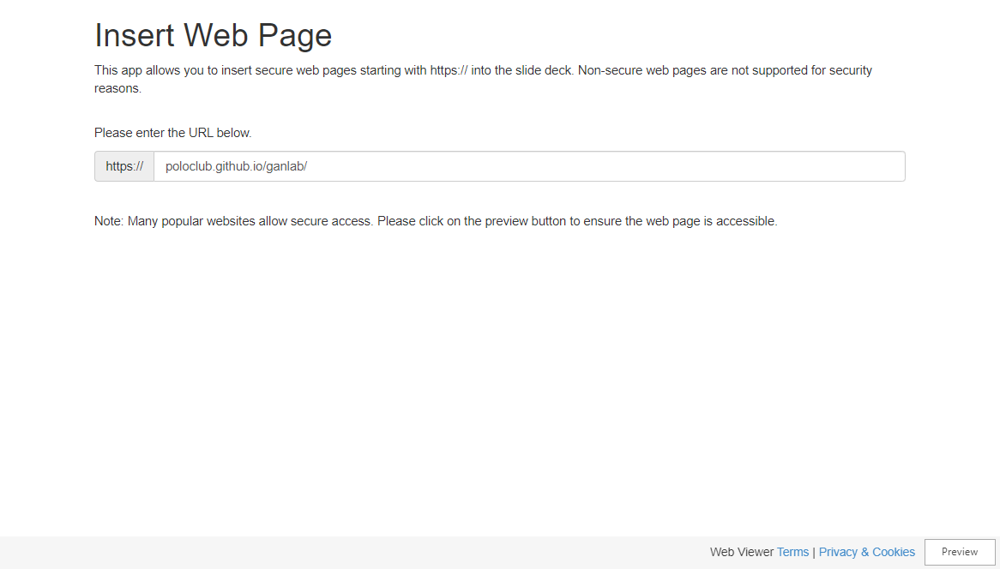 Insert Web Page
This app allows you to insert secure web pages starting with https:// into the slide deck. Non-secure web pages are not supported for security
reasons.
Please enter the URL below.
https:// poloclub.github.io/ganlab/
Note: Many popular websites allow secure access. Please click on the preview button to ensure the web page is accessible.
Web Viewer Terms | Privacy & Cookies Preview